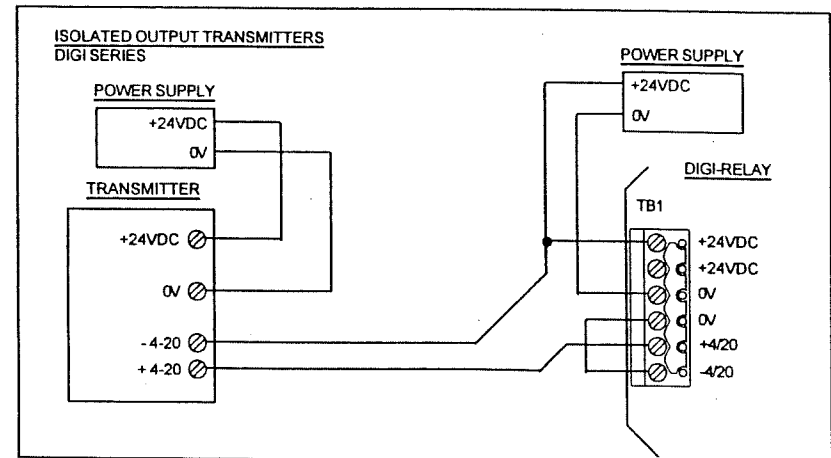 ISOLATED OUTPUT TRANSMITTERS
DIGI SERIES
POWER SUPPLY
+24VDC
0V
TRANSMITTER
+24VDC
0V
- 4-20
+ 4-20
POWER SUPPLY
+24VDC
0V
DIGI-RELAY
TB1
+24VDC
+24VDC
0V
0V
+4/20
-4/20